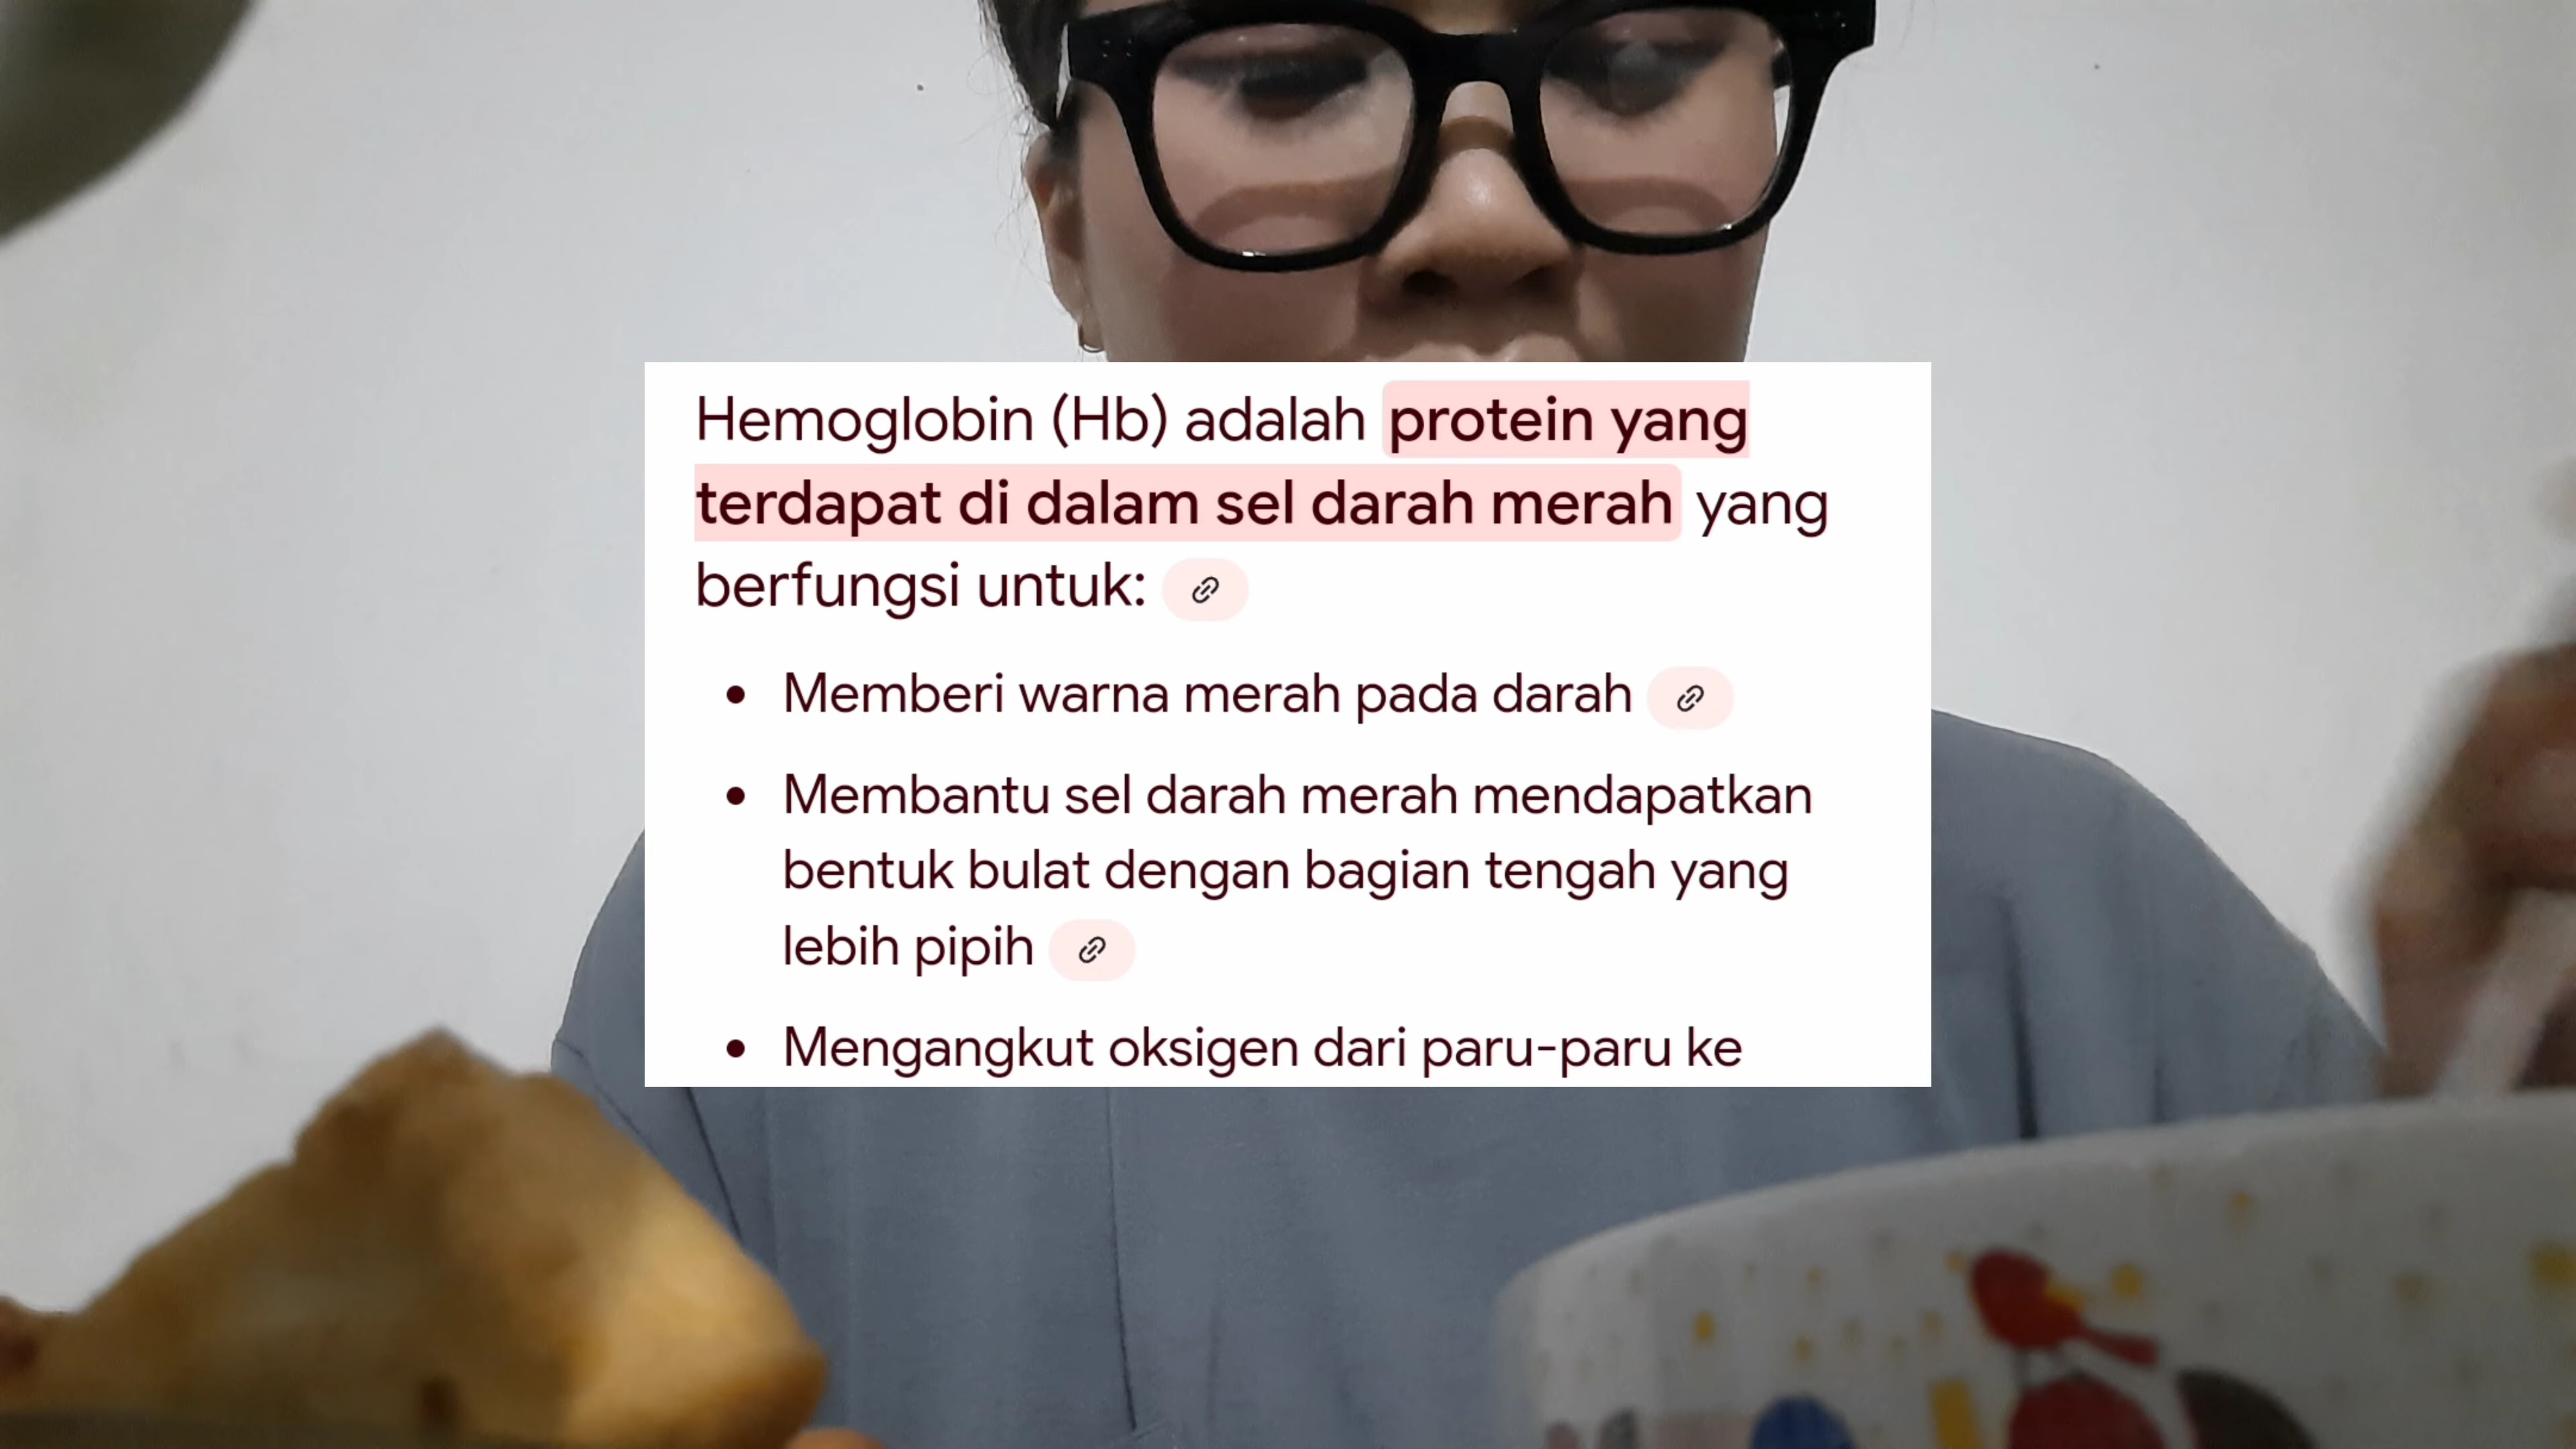 Hemoglobin (Hb) adalah protein yang
terdapat di dalam sel darah merah yang
berfungsi untuk:
• Memberi warna merah pada darah
• Membantu sel darah merah mendapatkan
bentuk bulat dengan bagian tengah yang
lebih pipih
• Mengangkut oksigen dari paru-paru ke